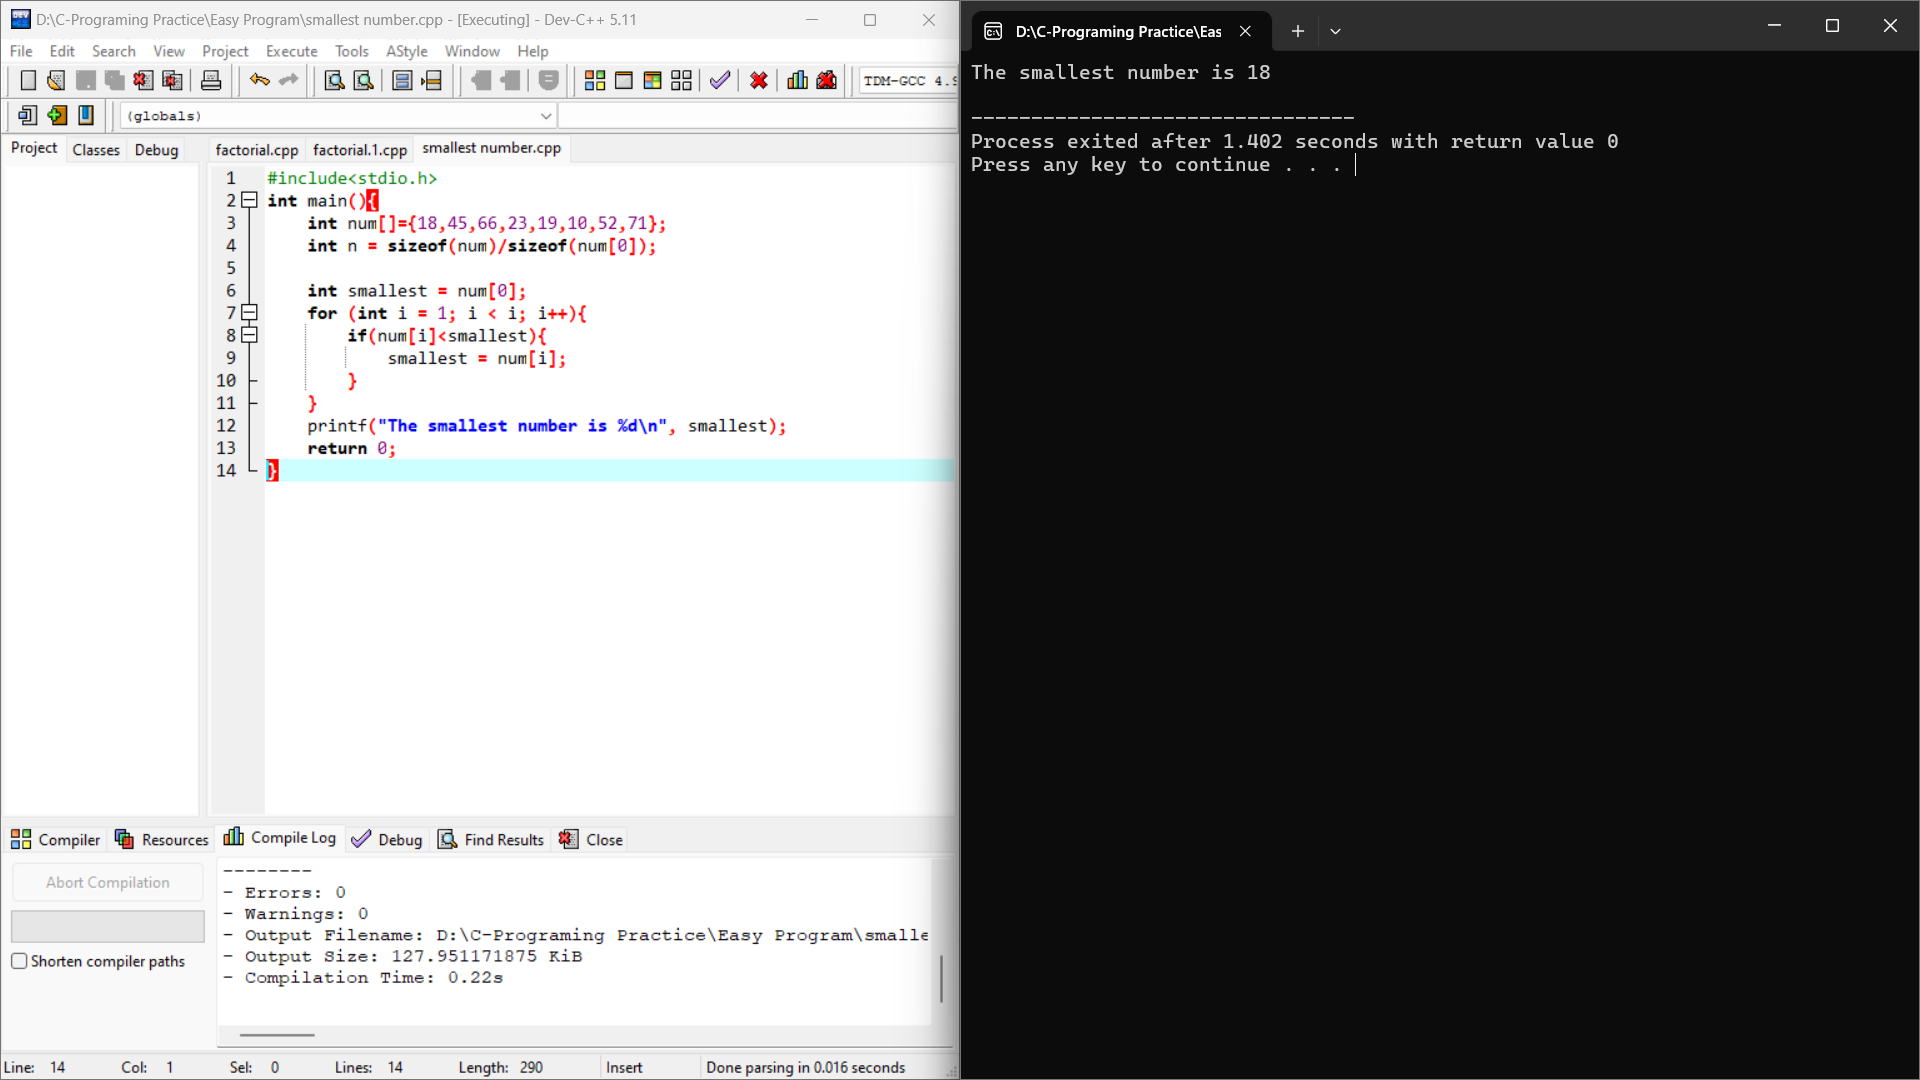 D:\C-Programing Practice\Easy Program\smallest number.cpp - [Executing] - Dev-C++ 5.11
File Edit Search View Project Execute Tools AStyle Window Help
TDM-GCC 4.9
(globals)
Project Classes Debug
factorial.cpp factorial.1.cpp smallest number.cpp
1 #include<stdio.h>
2 int main(){
3 int num[]={18,45,66,23,19,10,52,71};
4 int n = sizeof(num)/sizeof(num[0]);
5
6 int smallest = num[0];
7 for (int i = 1; i < i; i++){
8 if(num[i]<smallest){
9 smallest = num[i];
10 }
11 }
12 printf("The smallest number is %d\n", smallest);
13 return 0;
14 }
Compiler Resources Compile Log Debug Find Results Close
Abort Compilation
Shorten compiler paths
--------
- Errors: 0
- Warnings: 0
- Output Filename: D:\C-Programing Practice\Easy Program\smalle
- Output Size: 127.951171875 KiB
- Compilation Time: 0.22s
Line: 14 Col: 1 Sel: 0 Lines: 14 Length: 290 Insert Done parsing in 0.016 seconds
D:\C-Programing Practice\Eas
The smallest number is 18
--------------------------------
Process exited after 1.402 seconds with return value 0
Press any key to continue . . .